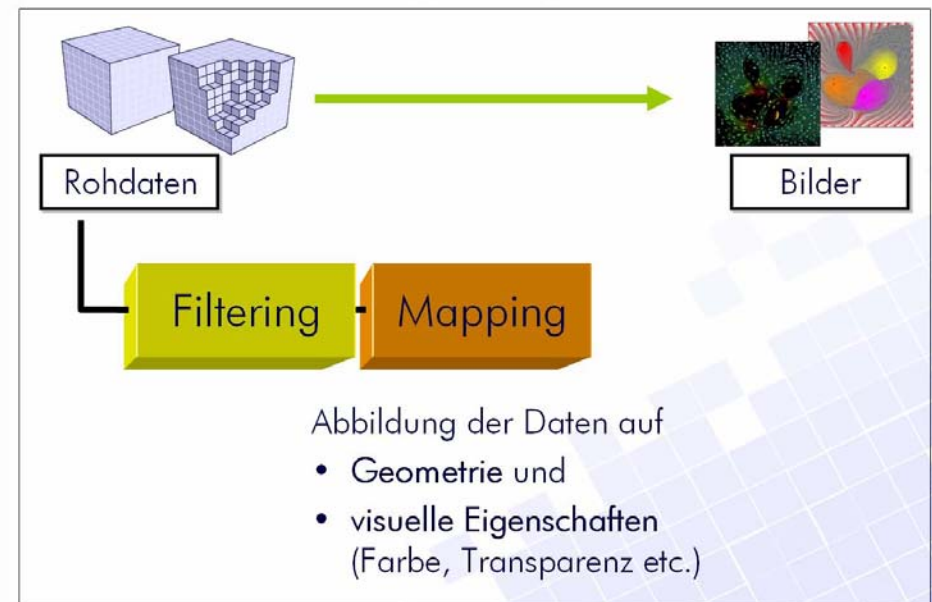 Rohdaten
Bilder
Filtering
Mapping
Abbildung der Daten auf
• Geometrie und
• visuelle Eigenschaften
(Farbe, Transparenz etc.)